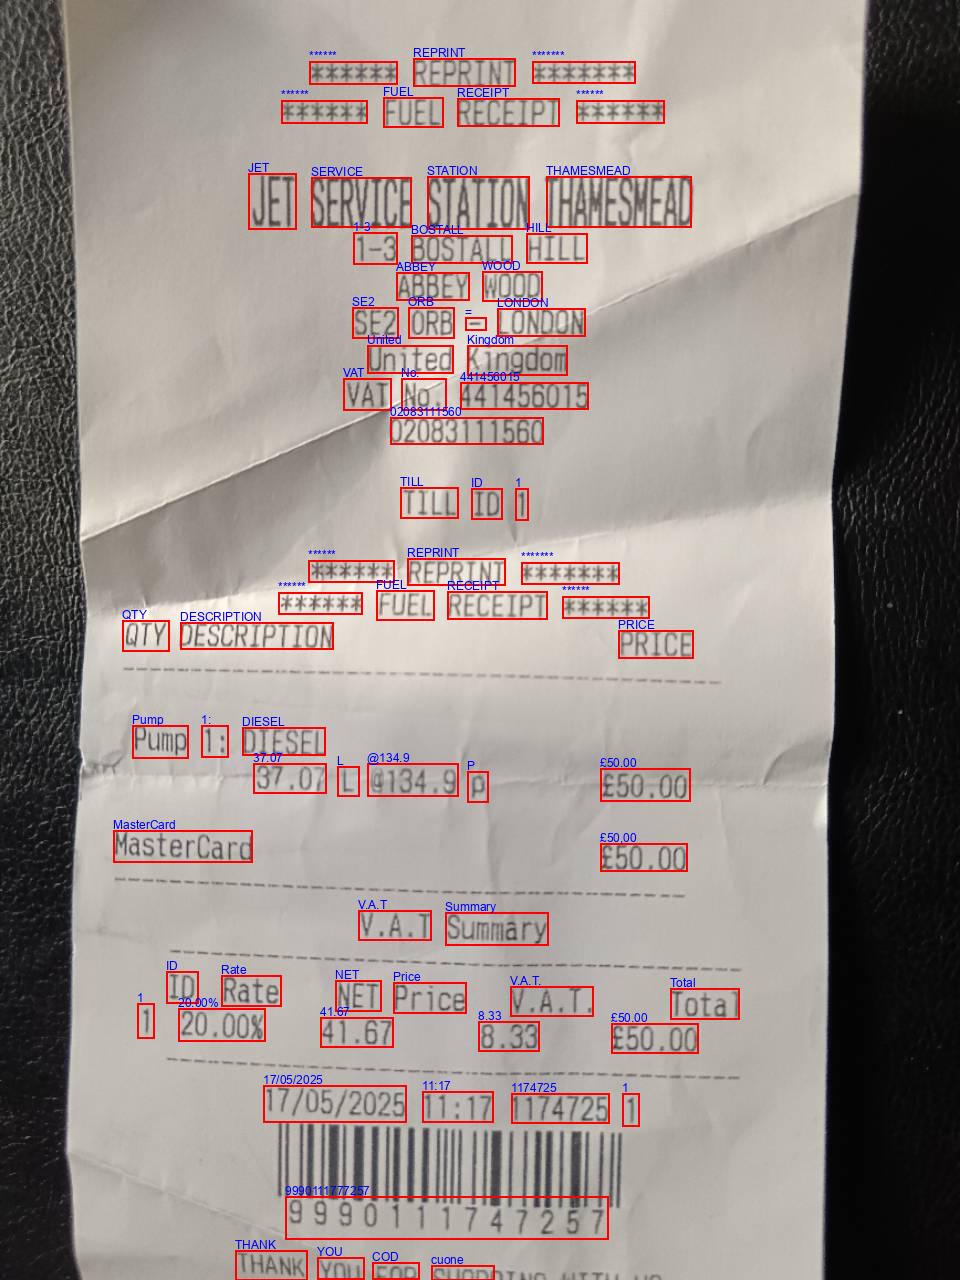 ****** REPRINT *******
****** FUEL RECEIPT ******
JET SERVICE STATION THAMESMEAD
1-3 BOSTALL HILL
ABBEY WOOD
SE2 ORB - LONDON
United Kingdom
VAT No. 441456015
02083111560
TILL ID 1
****** REPRINT *******
****** FUEL RECEIPT ******
QTY DESCRIPTION PRICE
Pump 1: DIESEL
37.07 L @134.9 p £50.00
MasterCard £50.00
V.A.T Summary
ID Rate NET Price V.A.T. Total
1 20.00% 41.67 8.33 £50.00
17/05/2025 11:17 1174725 1
9990111747257
THANK YOU FOR SHOPPING WITH US